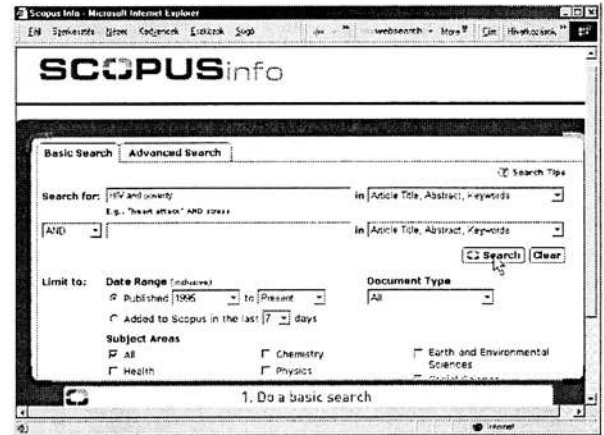 Scopus Info - Microsoft Internet Explorer
Szerkesztés Nézet Kedvencek Eszközök Súgó websearch More Cím Hivatkozások
SCOPUSinfo
Basic Search Advanced Search
Search Tips
Search for: HIV and poverty in Article Title, Abstract, Keywords
E.g., "heart attack" AND stress
AND in Article Title, Abstract, Keywords
Search Clear
Limit to: Date Range (inclusive) Document Type
Published 1996 to Present All
Added to Scopus in the last 7 days
Subject Areas
All Chemistry Earth and Environmental
Sciences
Health Physics
1. Do a basic search
Internet